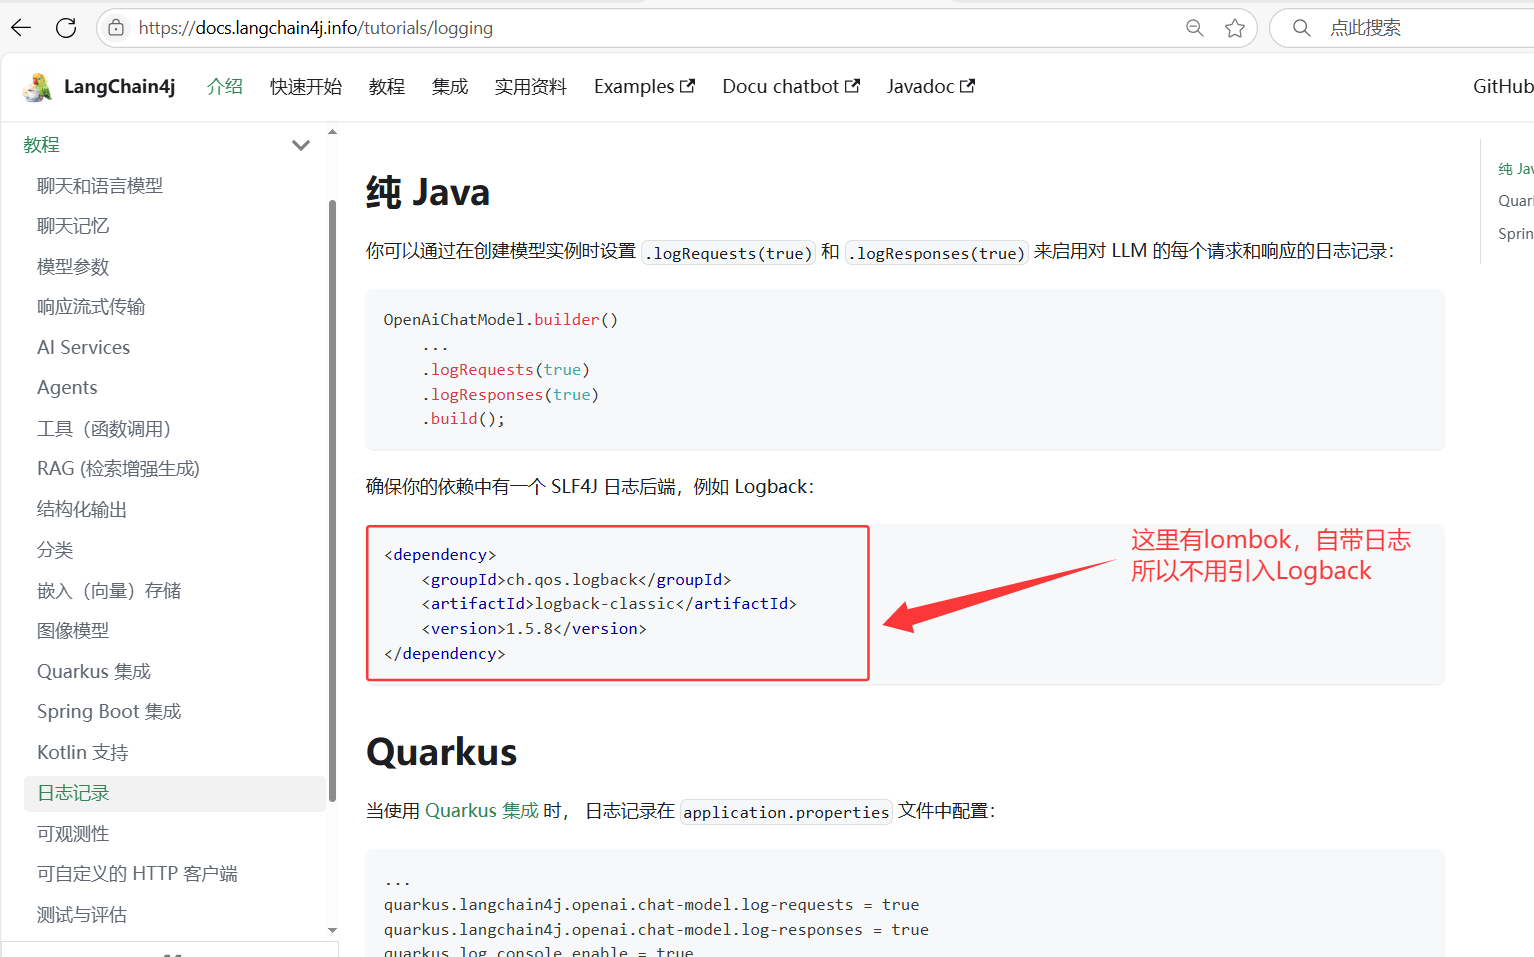 https://docs.langchain4j.info/tutorials/logging
点此搜索
LangChain4j
介绍
快速开始
教程
集成
实用资料
Examples
Docu chatbot
Javadoc
GitHub
教程
聊天和语言模型
聊天记忆
模型参数
响应流式传输
AI Services
Agents
工具（函数调用）
RAG (检索增强生成)
结构化输出
分类
嵌入（向量）存储
图像模型
Quarkus 集成
Spring Boot 集成
Kotlin 支持
日志记录
可观测性
可自定义的 HTTP 客户端
测试与评估
纯 Java
你可以通过在创建模型实例时设置 .logRequests(true) 和 .logResponses(true) 来启用对 LLM 的每个请求和响应的日志记录：
OpenAiChatModel.builder()
...
.logRequests(true)
.logResponses(true)
.build();
确保你的依赖中有一个 SLF4J 日志后端，例如 Logback：
<dependency>
<groupId>ch.qos.logback</groupId>
<artifactId>logback-classic</artifactId>
<version>1.5.8</version>
</dependency>
这里有lombok，自带日志
所以不用引入Logback
Quarkus
当使用 Quarkus 集成 时， 日志记录在 application.properties 文件中配置：
...
quarkus.langchain4j.openai.chat-model.log-requests = true
quarkus.langchain4j.openai.chat-model.log-responses = true
quarkus.log.console.enable = true
纯 Jav
Quar
Sprin